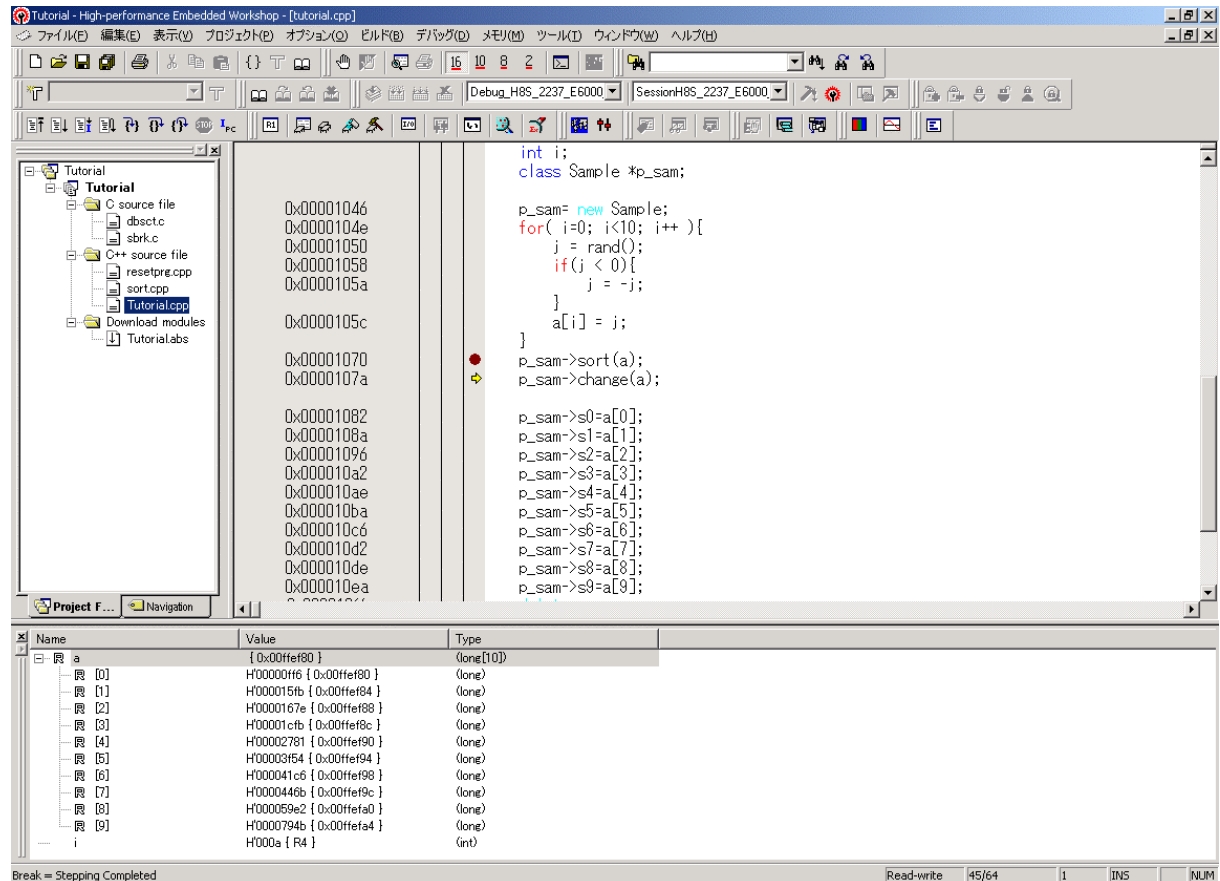 Tutorial - High-performance Embedded Workshop - [tutorial.cpp]
ファイル(F) 編集(E) 表示(V) プロジェクト(P) オプション(O) ビルド(B) デバッグ(D) メモリ(M) ツール(T) ウィンドウ(W) ヘルプ(H)
16 10 8 2
Debug_H8S_2237_E6000 SessionH8S_2237_E6000_
Tutorial
Tutorial
C source file
dbsct.c
sbrk.c
C++ source file
resetprg.cpp
sort.cpp
Tutorial.cpp
Download modules
Tutorial.abs
Project F... Navigation
int i;
class Sample *p_sam;
0x00001046 p_sam= new Sample;
0x0000104e for( i=0; i<10; i++ ){
0x00001050 j = rand();
0x00001058 if(j < 0){
0x0000105a j = -j;
}
0x0000105c a[i] = j;
}
0x00001070 p_sam->sort(a);
0x0000107a p_sam->change(a);
0x00001082 p_sam->s0=a[0];
0x0000108a p_sam->s1=a[1];
0x00001096 p_sam->s2=a[2];
0x000010a2 p_sam->s3=a[3];
0x000010ae p_sam->s4=a[4];
0x000010ba p_sam->s5=a[5];
0x000010c6 p_sam->s6=a[6];
0x000010d2 p_sam->s7=a[7];
0x000010de p_sam->s8=a[8];
0x000010ea p_sam->s9=a[9];
Name Value Type
a { 0x00ffef80 } (long[10])
[0] H'00000ff6 { 0x00ffef80 } (long)
[1] H'000015fb { 0x00ffef84 } (long)
[2] H'0000167e { 0x00ffef88 } (long)
[3] H'00001cfb { 0x00ffef8c } (long)
[4] H'00002781 { 0x00ffef90 } (long)
[5] H'00003f54 { 0x00ffef94 } (long)
[6] H'000041c6 { 0x00ffef98 } (long)
[7] H'0000446b { 0x00ffef9c } (long)
[8] H'000059e2 { 0x00ffefa0 } (long)
[9] H'0000794b { 0x00ffefa4 } (long)
i H'000a { R4 } (int)
Break = Stepping Completed Read-write 45/64 1 INS NUM